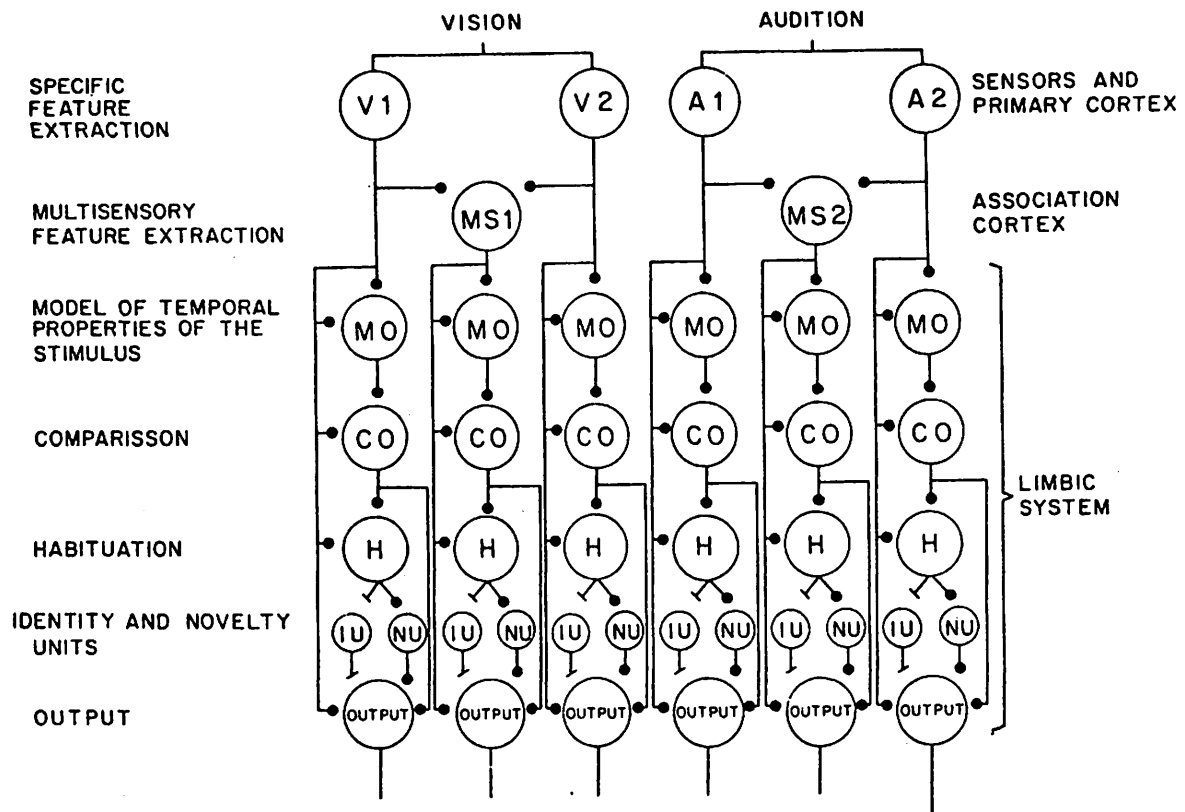 VISION
AUDITION
SPECIFIC
FEATURE
EXTRACTION
V1
V2
A1
A2
SENSORS AND
PRIMARY CORTEX
MULTISENSORY
FEATURE EXTRACTION
MS1
MS2
ASSOCIATION
CORTEX
MODEL OF TEMPORAL
PROPERTIES OF THE
STIMULUS
MO MO MO MO MO MO
COMPARISSON
CO CO CO CO CO CO
LIMBIC
SYSTEM
HABITUATION
H H H H H H
IDENTITY AND NOVELTY
UNITS
IU NU IU NU IU NU IU NU IU NU IU NU
OUTPUT
OUTPUT OUTPUT OUTPUT OUTPUT OUTPUT OUTPUT